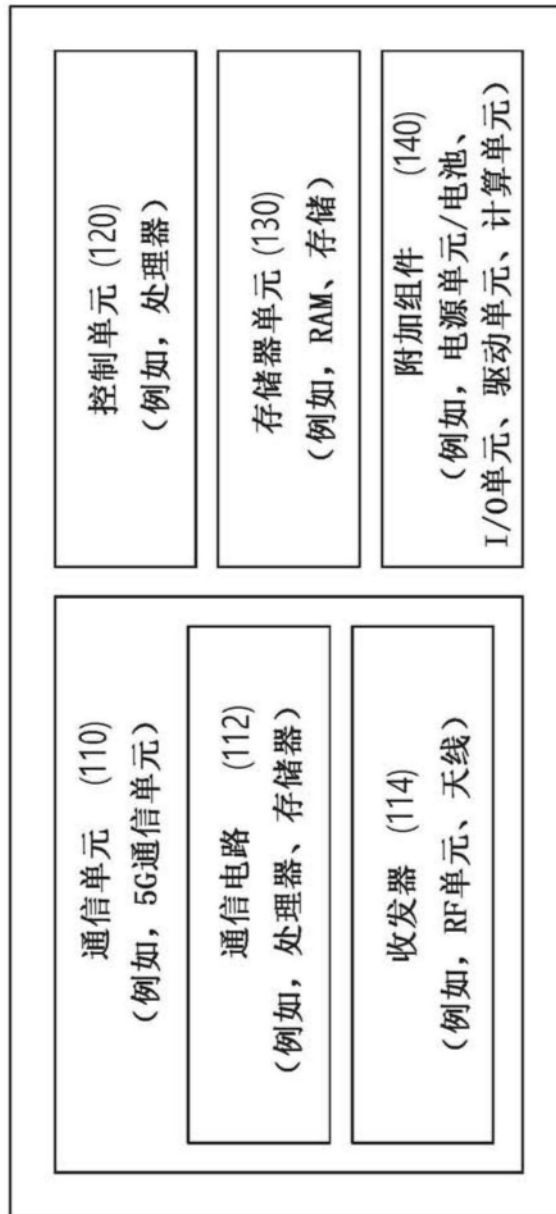 通信单元 (110)
(例如，5G通信单元)
通信电路 (112)
(例如，处理器、存储器)
收发器 (114)
(例如，RF单元、天线)
控制单元 (120)
(例如，处理器)
存储器单元 (130)
(例如，RAM、存储)
附加组件 (140)
(例如，电源单元/电池、
I/O单元、驱动单元、计算单元)